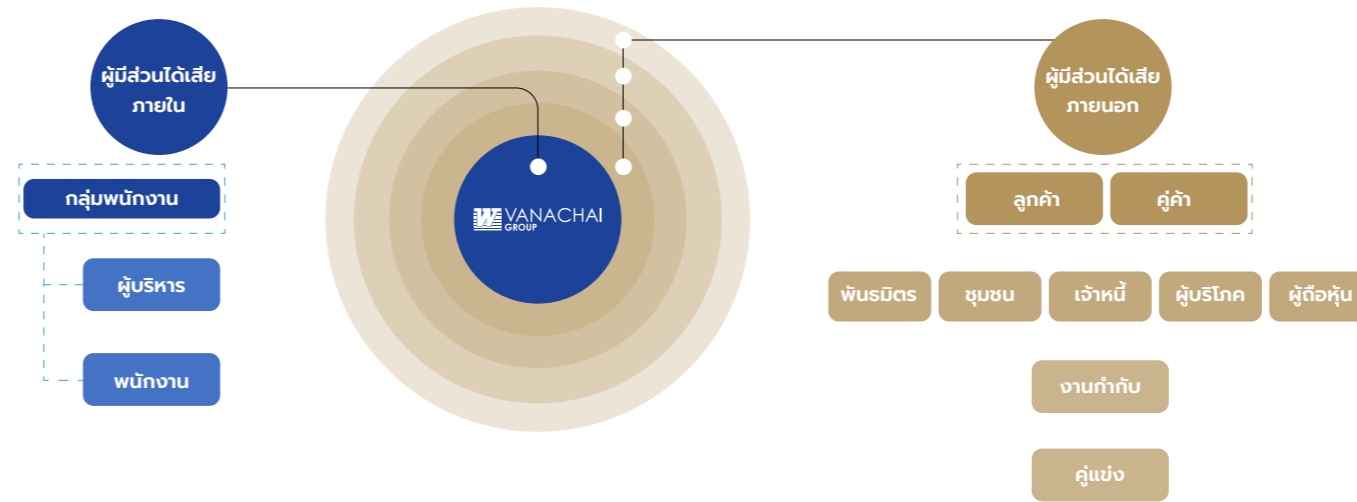 ผู้มีส่วนได้เสีย
ภายใน
กลุ่มพนักงาน
ผู้บริหาร
พนักงาน
VANACHAI
GROUP
ผู้มีส่วนได้เสีย
ภายนอก
ลูกค้า
คู่ค้า
พันธมิตร
ชุมชน
เจ้าหนี้
ผู้บริโภค
ผู้ถือหุ้น
งานกำกับ
คู่แข่ง